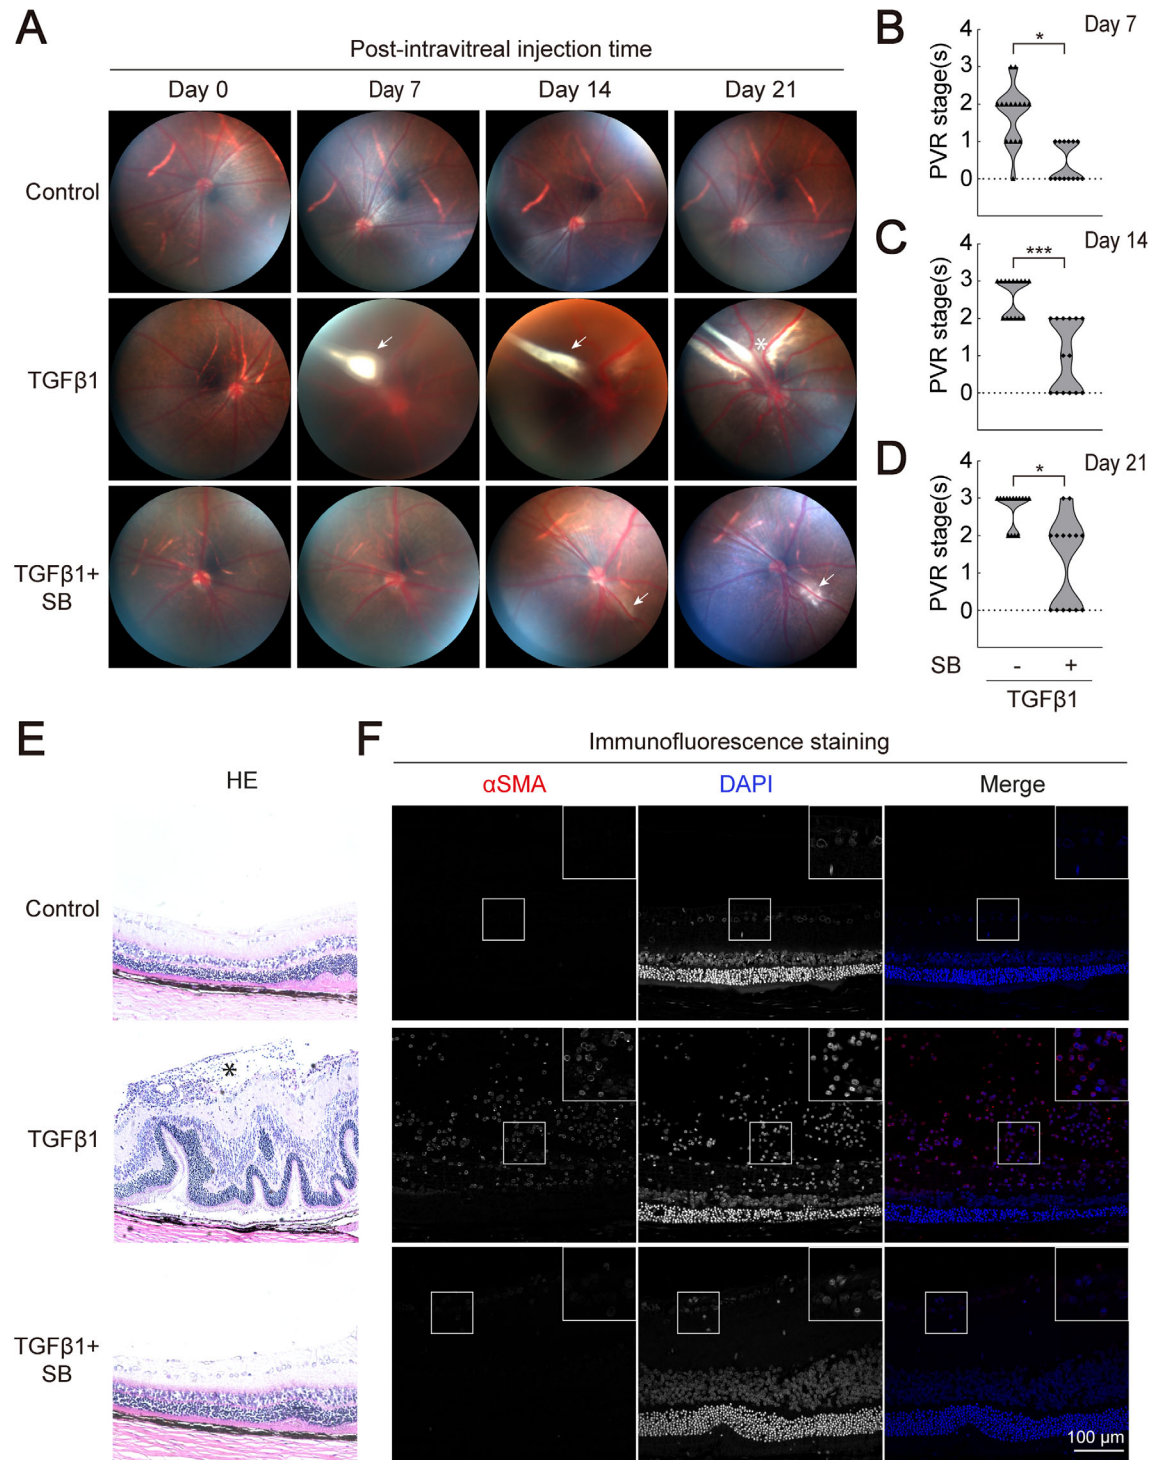 A
Post-intravitreal injection time
Day 0 Day 7 Day 14 Day 21
Control
TGFβ1
*
TGFβ1+
SB
B
Day 7
PVR stage(s)
4
3
2
1
0
*
C
Day 14
PVR stage(s)
4
3
2
1
0
***
D
Day 21
PVR stage(s)
4
3
2
1
0
*
SB - +
TGFβ1
E
HE
Control
TGFβ1
*
TGFβ1+
SB
F
Immunofluorescence staining
αSMA DAPI Merge
100 μm